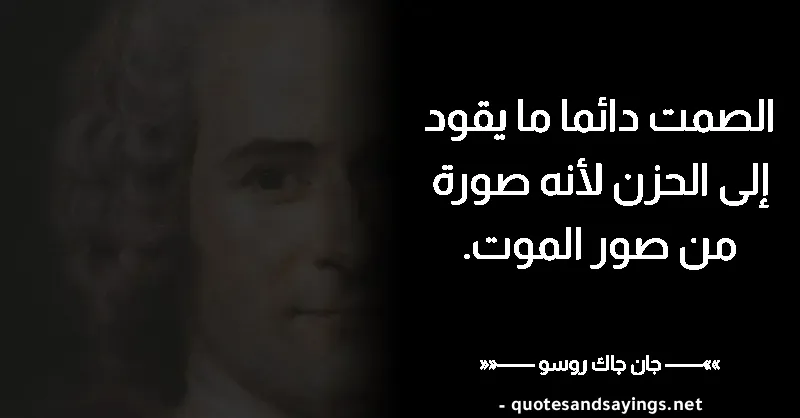 الصمت دائما ما يقود
إلى الحزن لأنه صورة
من صور الموت.
»»—— جان جاك روسو ——««
- quotesandsayings.net